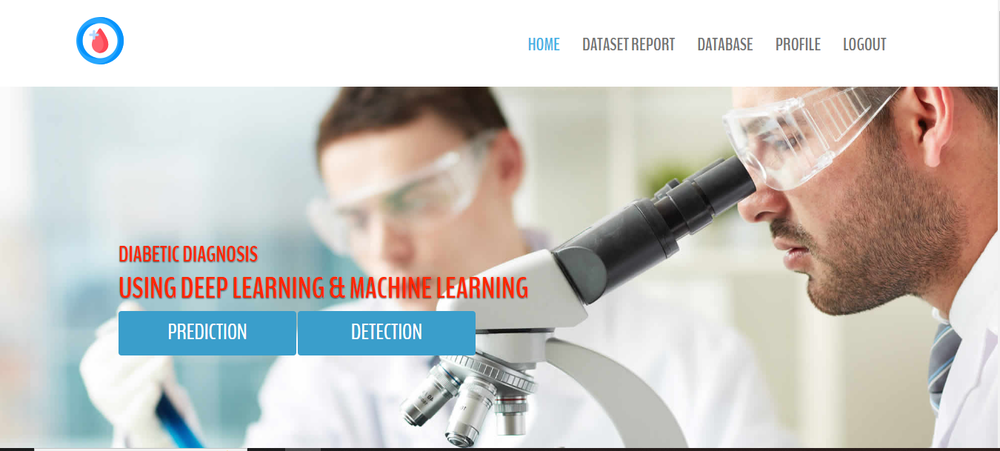 HOME DATASET REPORT DATABASE PROFILE LOGOUT
DIABETIC DIAGNOSIS
USING DEEP LEARNING & MACHINE LEARNING
PREDICTION DETECTION